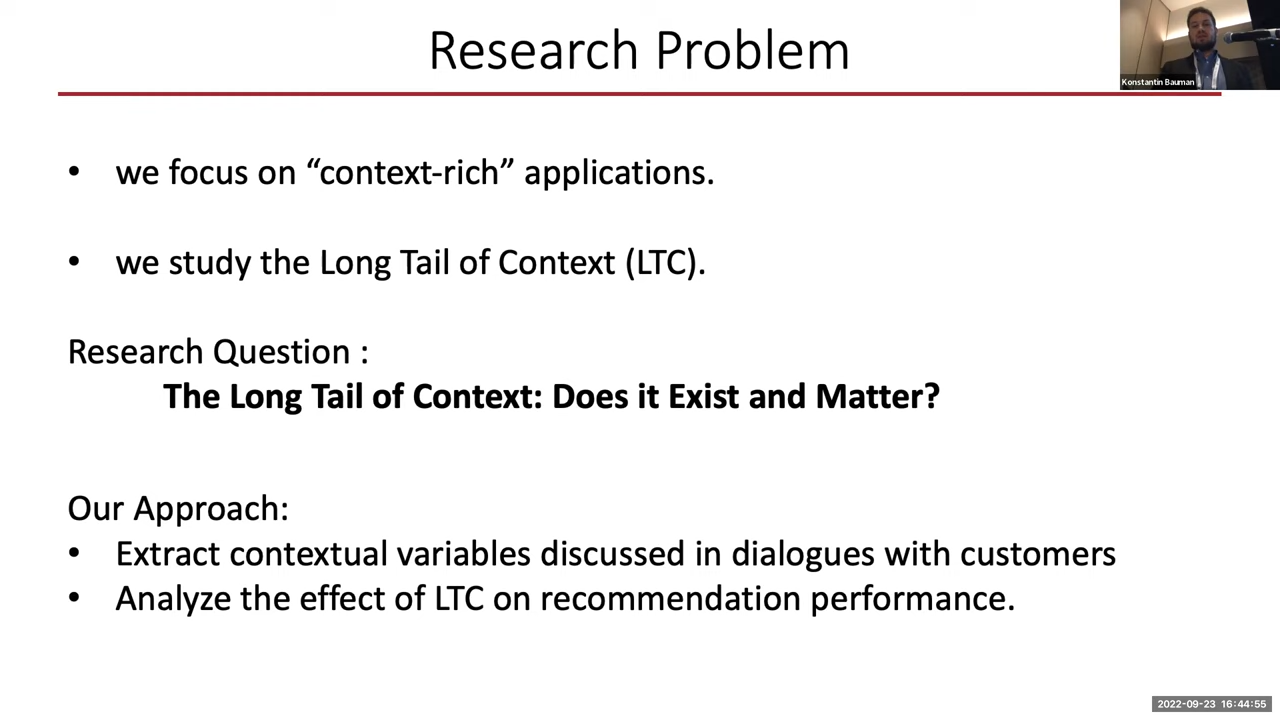 Research Problem
Konstantin Bauman
• we focus on “context-rich” applications.
• we study the Long Tail of Context (LTC).
Research Question :
The Long Tail of Context: Does it Exist and Matter?
Our Approach:
• Extract contextual variables discussed in dialogues with customers
• Analyze the effect of LTC on recommendation performance.
2022-09-23 16:44:55